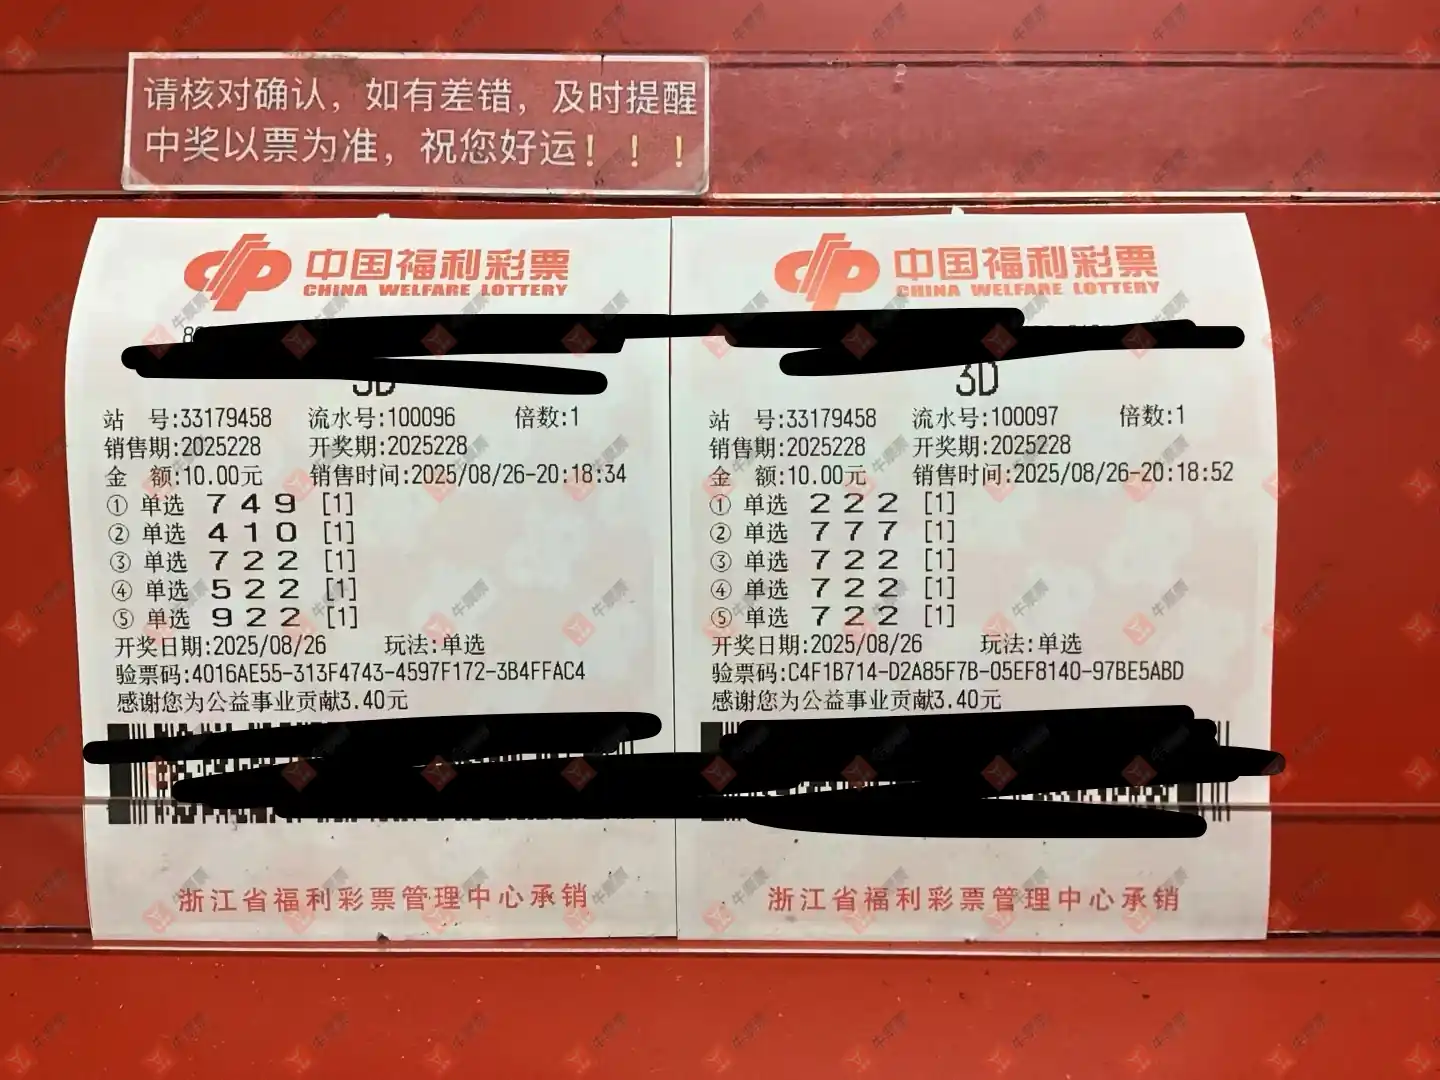 请核对确认，如有差错，及时提醒
中奖以票为准，祝您好运！！！
中国福利彩票
CHINA WELFARE LOTTERY
3D
站 号:33179458 流水号:100096 倍数:1
销售期:2025228 开奖期:2025228
金 额:10.00元 销售时间:2025/08/26-20:18:34
① 单选 7 4 9 [1]
② 单选 4 1 0 [1]
③ 单选 7 2 2 [1]
④ 单选 5 2 2 [1]
⑤ 单选 9 2 2 [1]
开奖日期:2025/08/26 玩法:单选
验票码:4016AE55-313F4743-4597F172-3B4FFAC4
感谢您为公益事业贡献3.40元
浙江省福利彩票管理中心承销
中国福利彩票
CHINA WELFARE LOTTERY
3D
站 号:33179458 流水号:100097 倍数:1
销售期:2025228 开奖期:2025228
金 额:10.00元 销售时间:2025/08/26-20:18:52
① 单选 2 2 2 [1]
② 单选 7 7 7 [1]
③ 单选 7 2 2 [1]
④ 单选 7 2 2 [1]
⑤ 单选 7 2 2 [1]
开奖日期:2025/08/26 玩法:单选
验票码:C4F1B714-D2A85F7B-05EF8140-97BE5ABD
感谢您为公益事业贡献3.40元
浙江省福利彩票管理中心承销